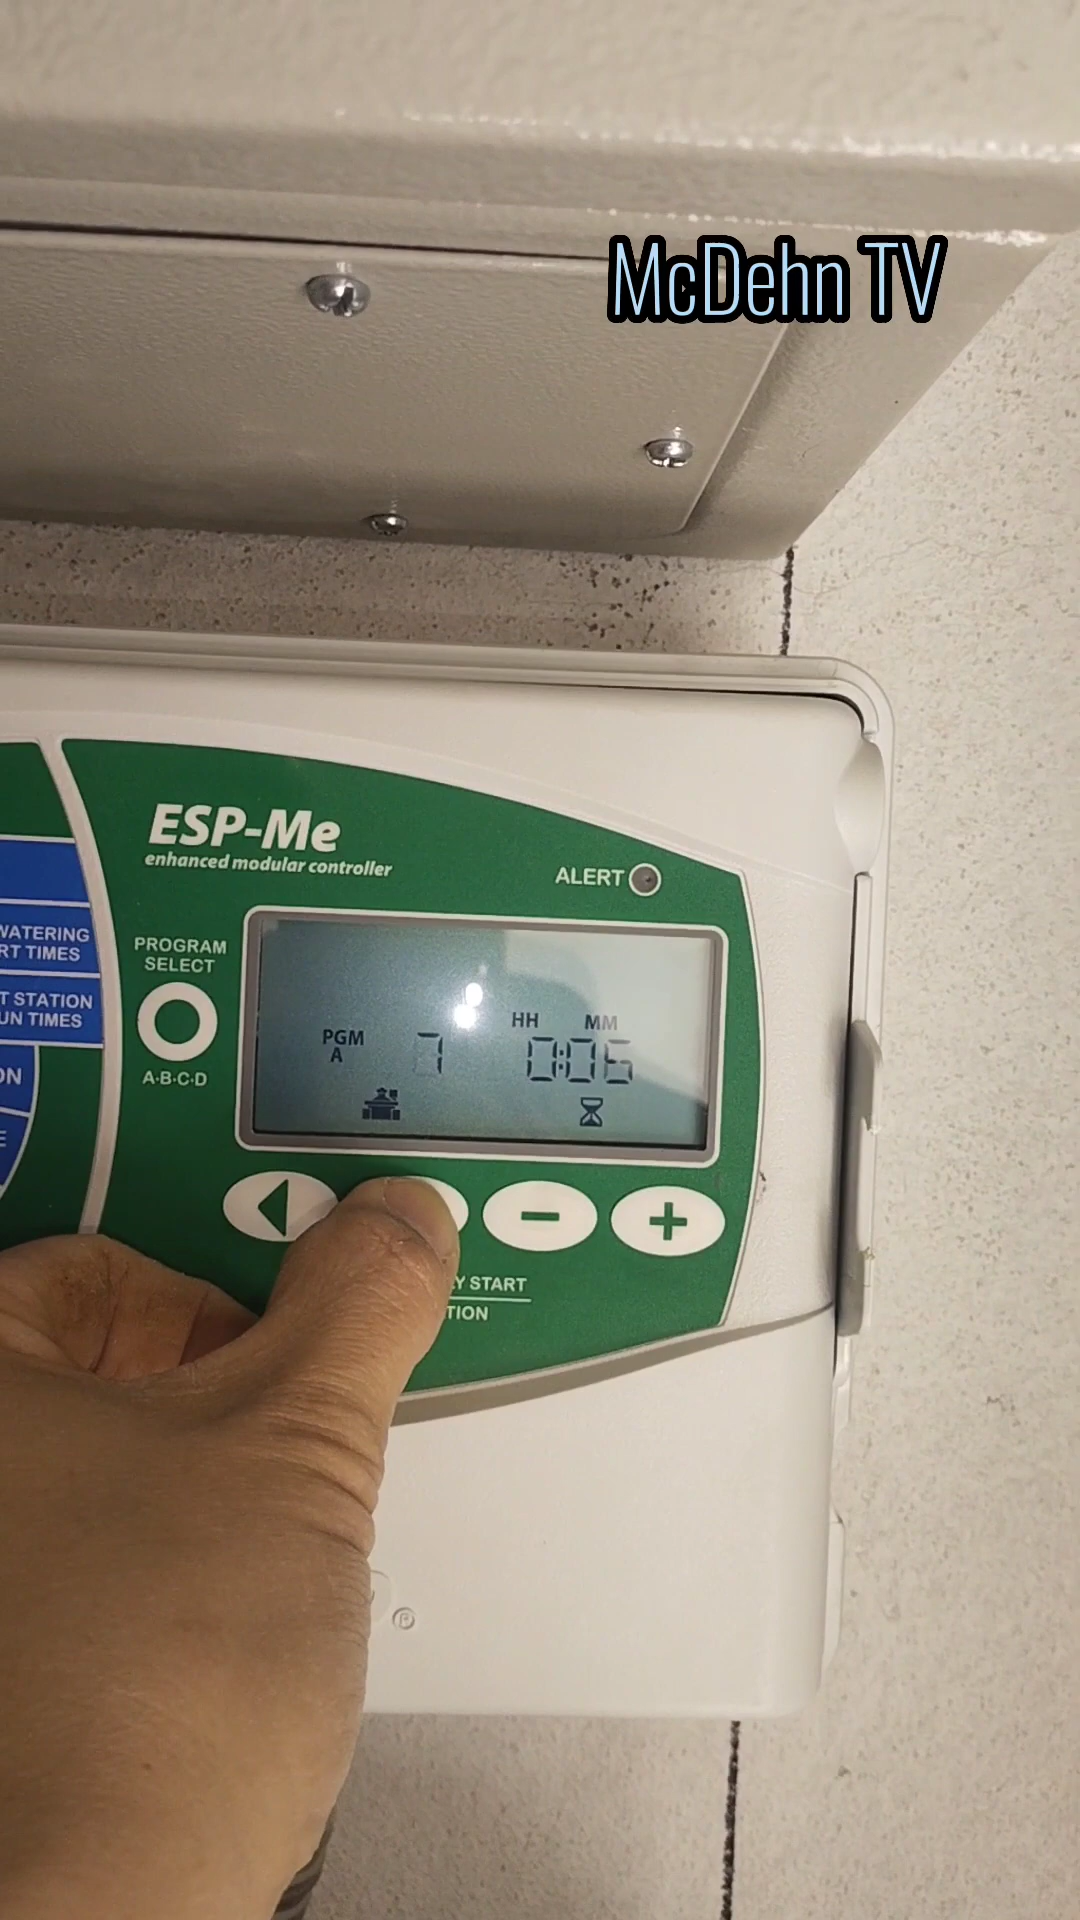 McDehn TV
ESP-Me
enhanced modular controller
ALERT
WATERING
RT TIMES
T STATION
UN TIMES
ON
E
PROGRAM
SELECT
A·B·C·D
PGM
A
7
HH MM
0:06
− +
Y START
TION
®